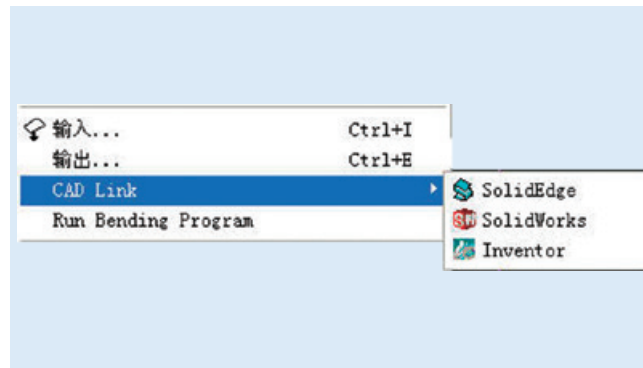 输入... Ctrl+I
输出... Ctrl+E
CAD Link
Run Bending Program
SolidEdge
SolidWorks
Inventor